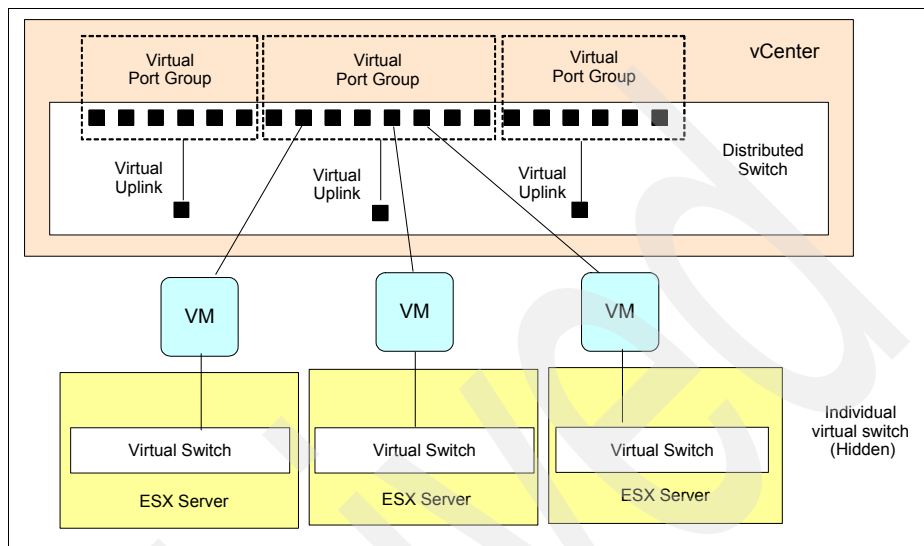 Virtual
Port Group
Virtual
Port Group
Virtual
Port Group
vCenter
Virtual
Uplink
Virtual
Uplink
Virtual
Uplink
Distributed
Switch
VM
VM
VM
Virtual Switch
Virtual Switch
Virtual Switch
ESX Server
ESX Server
ESX Server
Individual
virtual switch
(Hidden)